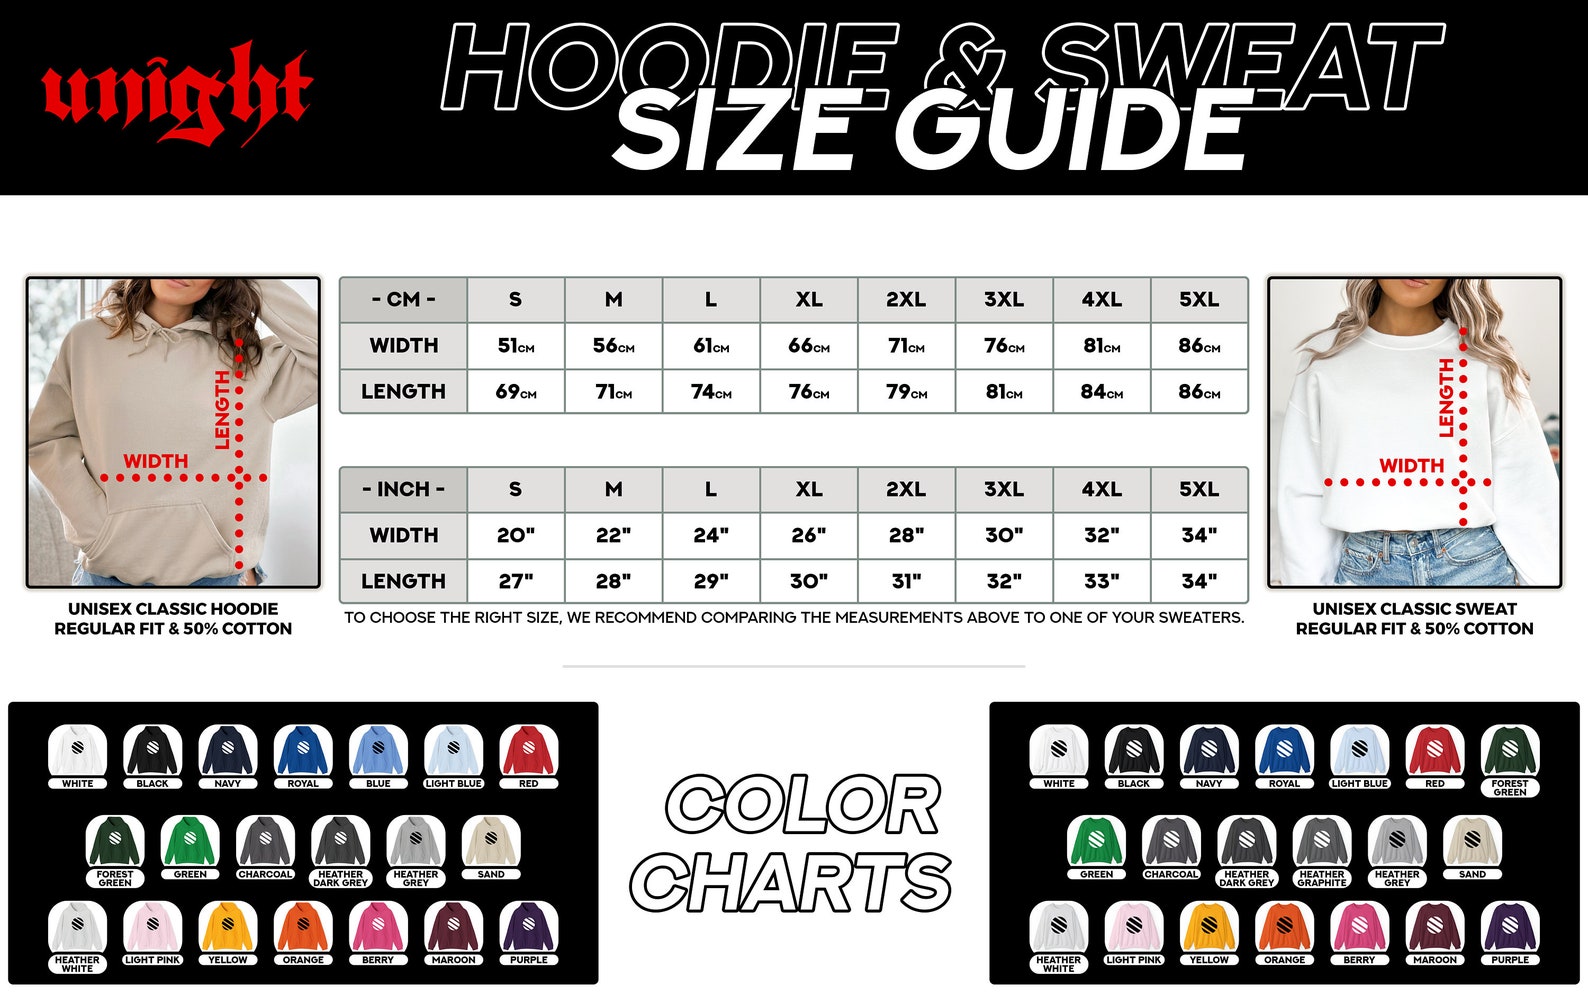 unight
HOODIE & SWEAT
SIZE GUIDE
LENGTH
WIDTH
UNISEX CLASSIC HOODIE
REGULAR FIT & 50% COTTON
- CM - S M L XL 2XL 3XL 4XL 5XL
WIDTH 51CM 56CM 61CM 66CM 71CM 76CM 81CM 86CM
LENGTH 69CM 71CM 74CM 76CM 79CM 81CM 84CM 86CM
- INCH - S M L XL 2XL 3XL 4XL 5XL
WIDTH 20" 22" 24" 26" 28" 30" 32" 34"
LENGTH 27" 28" 29" 30" 31" 32" 33" 34"
TO CHOOSE THE RIGHT SIZE, WE RECOMMEND COMPARING THE MEASUREMENTS ABOVE TO ONE OF YOUR SWEATERS.
LENGTH
WIDTH
UNISEX CLASSIC SWEAT
REGULAR FIT & 50% COTTON
WHITE BLACK NAVY ROYAL BLUE LIGHT BLUE RED
FOREST GREEN CHARCOAL HEATHER HEATHER SAND
GREEN DARK GREY GREY
HEATHER LIGHT PINK YELLOW ORANGE BERRY MAROON PURPLE
WHITE
COLOR
CHARTS
WHITE BLACK NAVY ROYAL LIGHT BLUE RED FOREST
GREEN
GREEN CHARCOAL HEATHER HEATHER HEATHER SAND
DARK GREY GRAPHITE GREY
HEATHER LIGHT PINK YELLOW ORANGE BERRY MAROON PURPLE
WHITE